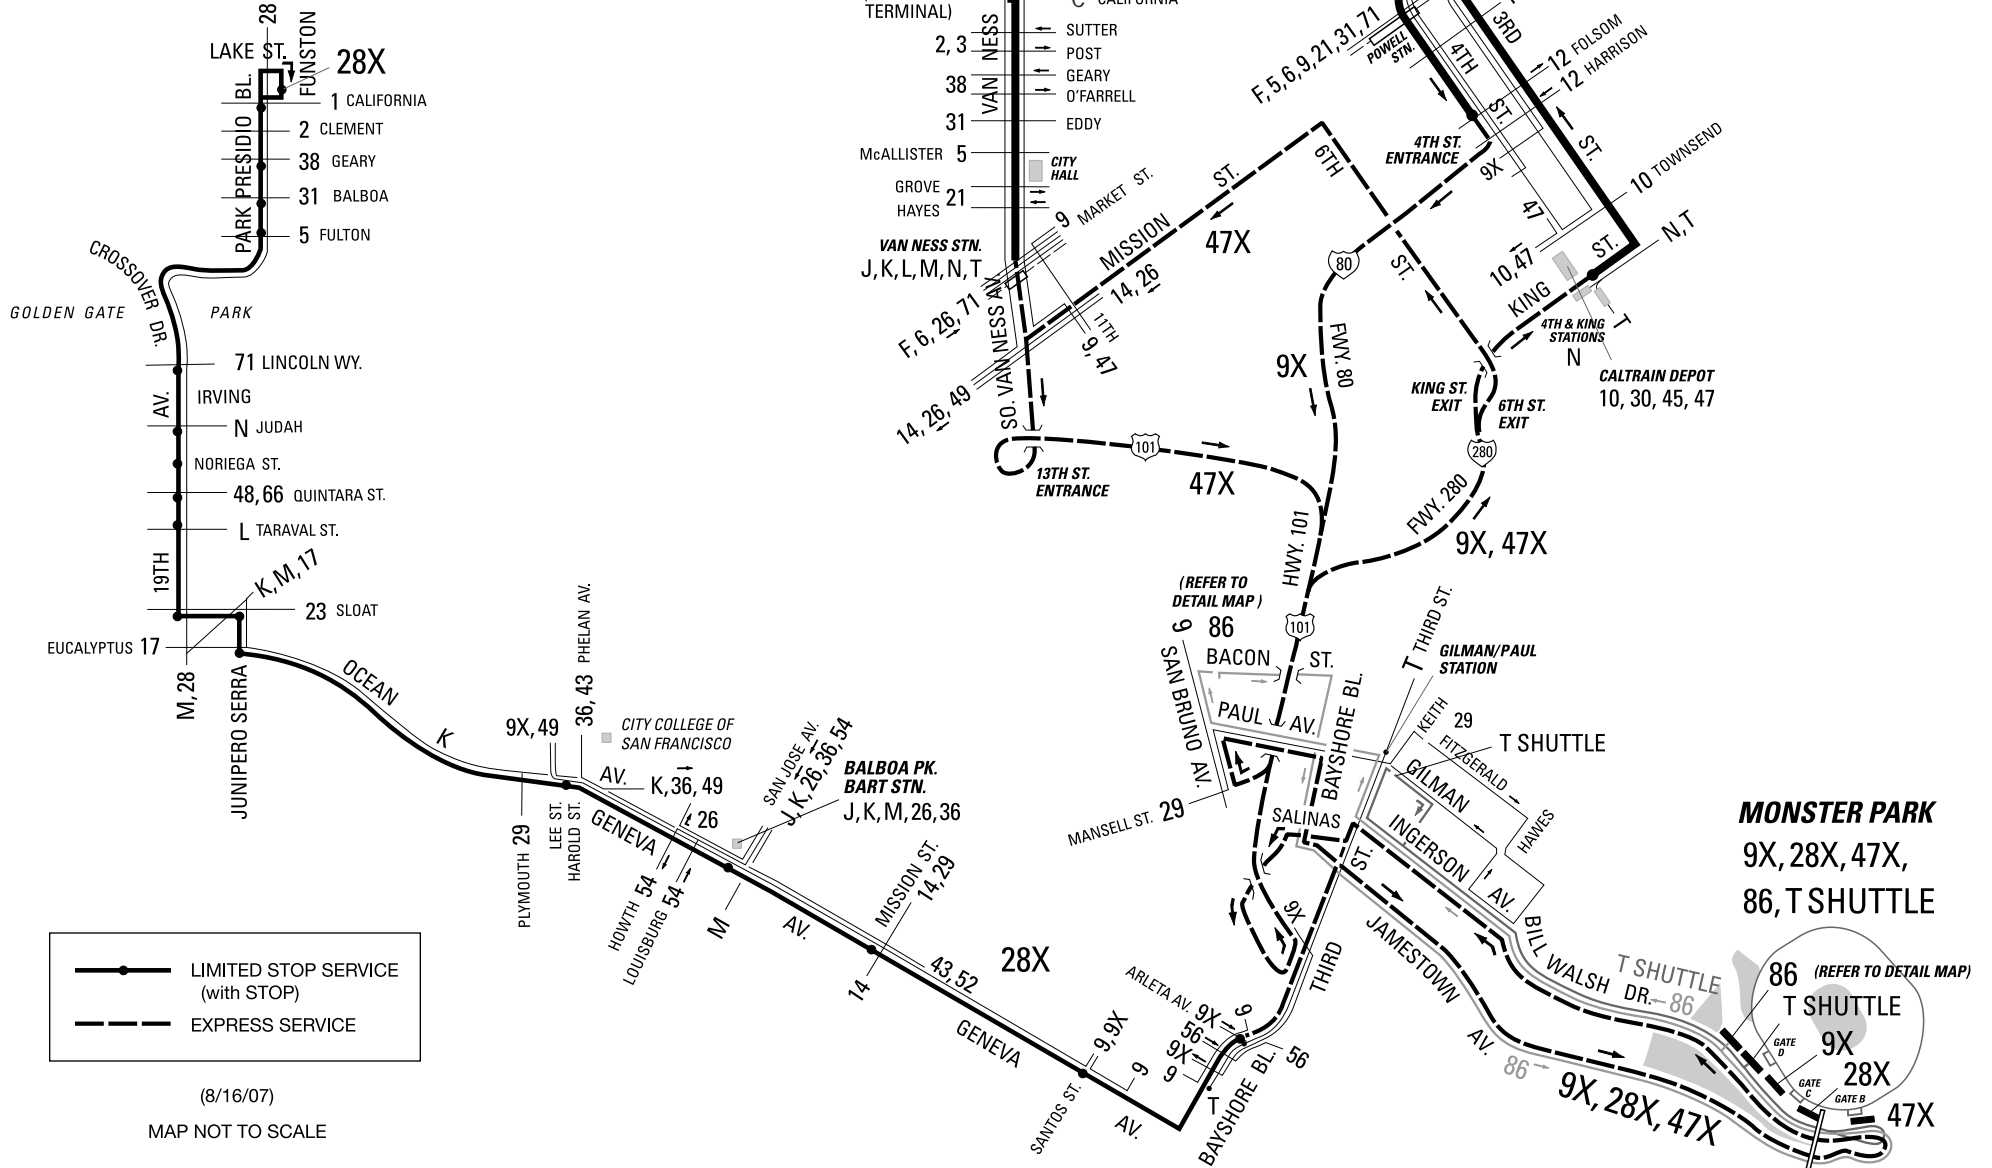 28
FUNSTON
LAKE ST.
28X
PARK PRESIDIO BL.
1 CALIFORNIA
2 CLEMENT
38 GEARY
31 BALBOA
5 FULTON
CROSSOVER DR.
GOLDEN GATE PARK
71 LINCOLN WY.
IRVING
N JUDAH
NORIEGA ST.
48, 66 QUINTARA ST.
L TARAVAL ST.
19TH AV.
K, M, 17
23 SLOAT
EUCALYPTUS 17
M, 28
JUNIPERO SERRA
OCEAN
K
AV.
9X, 49
36, 43 PHELAN AV.
CITY COLLEGE OF
SAN FRANCISCO
K, 36, 49
26
SAN JOSE AV.
J, K, 26, 36, 54
BALBOA PK.
BART STN.
J, K, M, 26, 36
PLYMOUTH 29
LEE ST.
HAROLD ST.
GENEVA
HOWTH 54
LOUISBURG 54
M
AV.
MISSION ST.
14, 29
14
43, 52
28X
GENEVA
9, 9X
9
SANTOS ST.
AV.
TERMINAL)
VAN NESS
VAN NESS
CALIFORNIA
SUTTER
2, 3
POST
38
GEARY
O'FARRELL
31
EDDY
McALLISTER 5
CITY
HALL
GROVE
21
HAYES
VAN NESS STN.
J, K, L, M, N, T
9 MARKET ST.
F, 6, 26, 71
14, 26, 49
SO. VAN NESS AV.
MISSION ST.
47X
14, 26
11TH
9, 47
13TH ST.
ENTRANCE
101
47X
F, 5, 6, 9, 21, 31, 71
POWELL
STN.
4TH ST.
3RD ST.
12 FOLSOM
12 HARRISON
4TH ST.
ENTRANCE
9X
10 TOWNSEND
47
10, 47
N, T
KING ST.
4TH & KING
STATIONS
N
T
CALTRAIN DEPOT
10, 30, 45, 47
6TH ST.
80
FWY. 80
9X
KING ST.
EXIT
6TH ST.
EXIT
280
FWY. 280
9X, 47X
HWY. 101
101
(REFER TO
DETAIL MAP )
86
9
SAN BRUNO AV.
BACON ST.
PAUL AV.
BAYSHORE BL.
T THIRD ST.
GILMAN/PAUL
STATION
KEITH
29
FITZGERALD
T SHUTTLE
GILMAN
HAWES
INGERSON
AV.
MANSELL ST. 29
SALINAS
ST.
THIRD
9X
JAMESTOWN
AV.
BILL WALSH DR.
T SHUTTLE
86
86
9X, 28X, 47X
ARLETA AV.
9X
56
9X
9
9
56
T
BAYSHORE BL.
MONSTER PARK
9X, 28X, 47X,
86, T SHUTTLE
86 (REFER TO DETAIL MAP)
T SHUTTLE
GATE
D
9X
28X
GATE
C
GATE B
47X
LIMITED STOP SERVICE
(with STOP)
EXPRESS SERVICE
(8/16/07)
MAP NOT TO SCALE